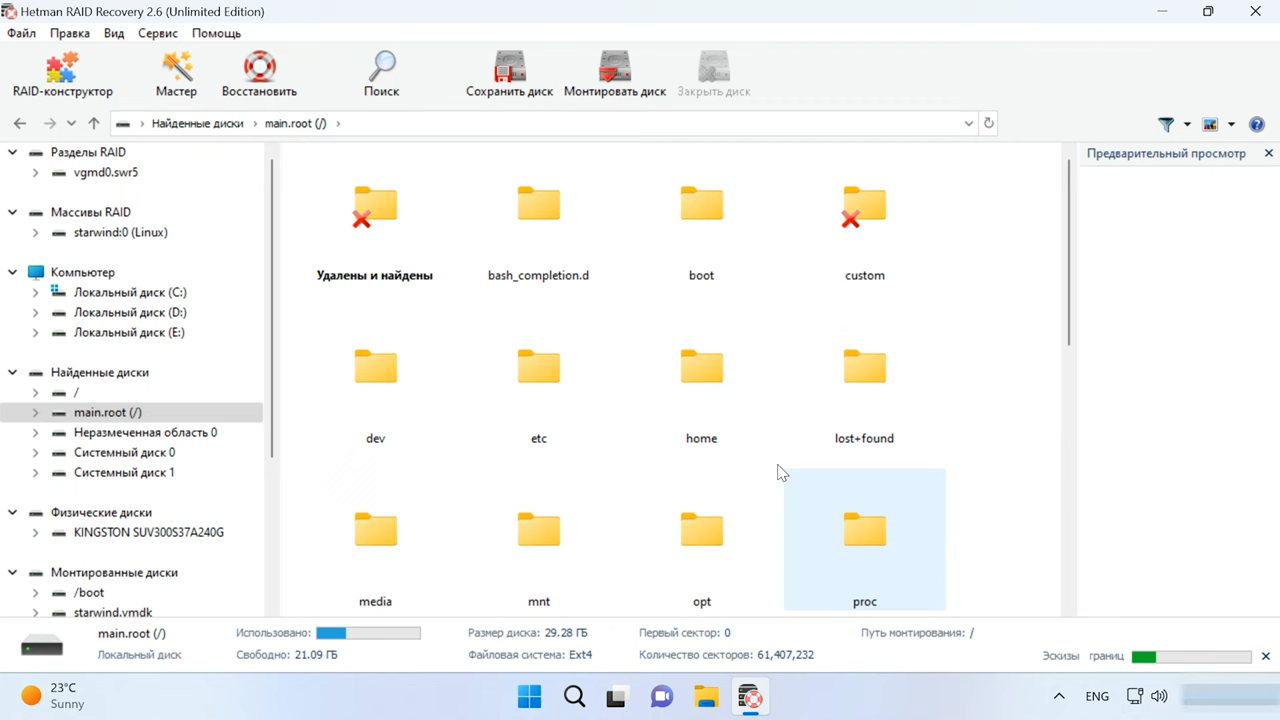 Hetman RAID Recovery 2.6 (Unlimited Edition)
Файл Правка Вид Сервис Помощь
RAID-конструктор Мастер Восстановить Поиск Сохранить диск Монтировать диск Закрыть диск
Найденные диски main.root (/)
Разделы RAID
vgmd0.swr5
Массивы RAID
starwind:0 (Linux)
Компьютер
Локальный диск (C:)
Локальный диск (D:)
Локальный диск (E:)
Найденные диски
/
main.root (/)
Неразмеченная область 0
Системный диск 0
Системный диск 1
Физические диски
KINGSTON SUV300S37A240G
Монтированные диски
/boot
starwind.vmdk
Удалены и найдены bash_completion.d boot custom
dev etc home lost+found
media mnt opt proc
Предварительный просмотр
main.root (/) Использовано: Размер диска: 29.28 ГБ Первый сектор: 0 Путь монтирования: /
Локальный диск Свободно: 21.09 ГБ Файловая система: Ext4 Количество секторов: 61,407,232
Эскизы границ
23°C
Sunny
ENG